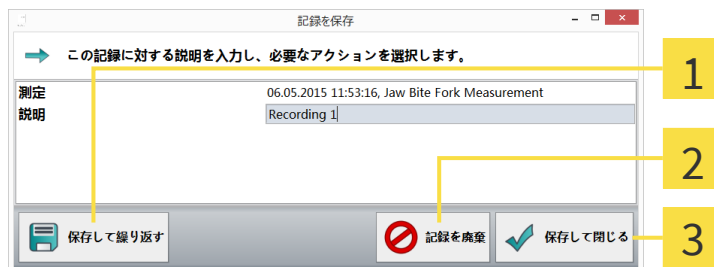 記録を保存
この記録に対する説明を入力し、必要なアクションを選択します。
1
測定 06.05.2015 11:53:16, Jaw Bite Fork Measurement
説明 Recording 1
2
保存して繰り返す 記録を廃棄 保存して閉じる
3